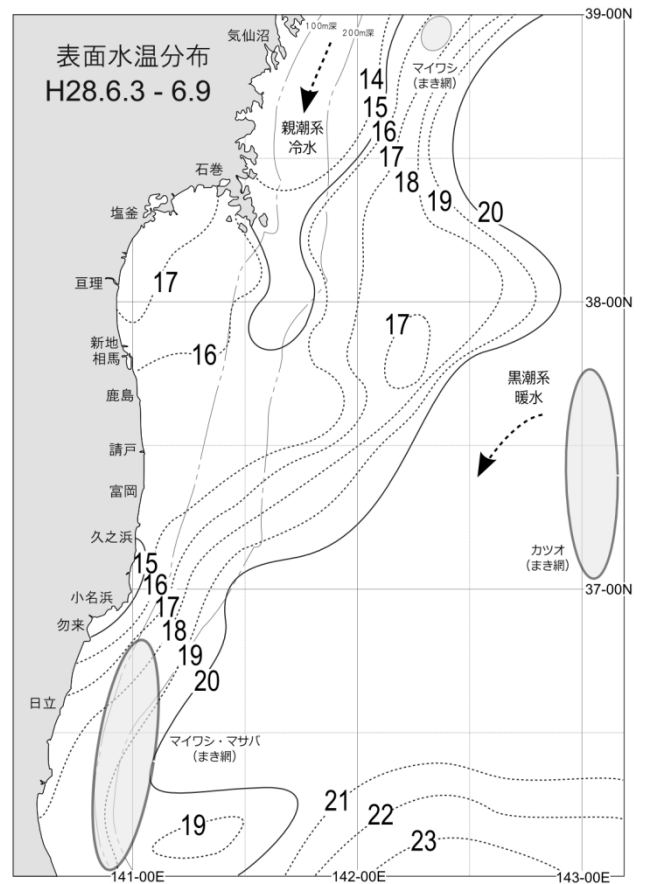 39-00N
気仙沼
100m深
200m深
表面水温分布
H28.6.3 - 6.9
マイワシ
(まき網)
14
15
16
17
18
19
20
親潮系
冷水
石巻
塩釜
亘理
17
38-00N
新地
相馬
16
17
鹿島
黒潮系
暖水
請戸
富岡
久之浜
カツオ
(まき網)
15
16
17
18
19
20
37-00N
小名浜
勿来
日立
マイワシ・マサバ
(まき網)
21
22
23
19
141-00E
142-00E
143-00E